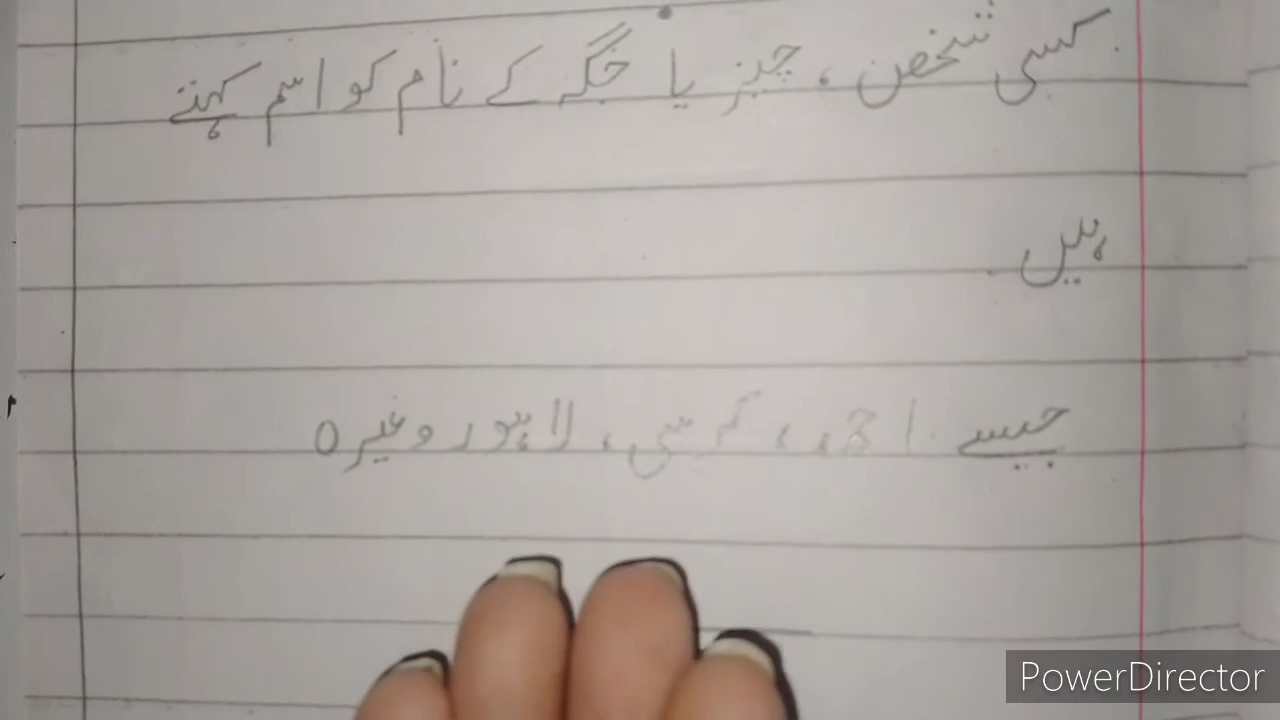 کسی شخص، چیز یا جگہ کے نام کو اسم کہتے
ہیں
جیسے احمد، کرسی، لاہور وغیرہ
PowerDirector